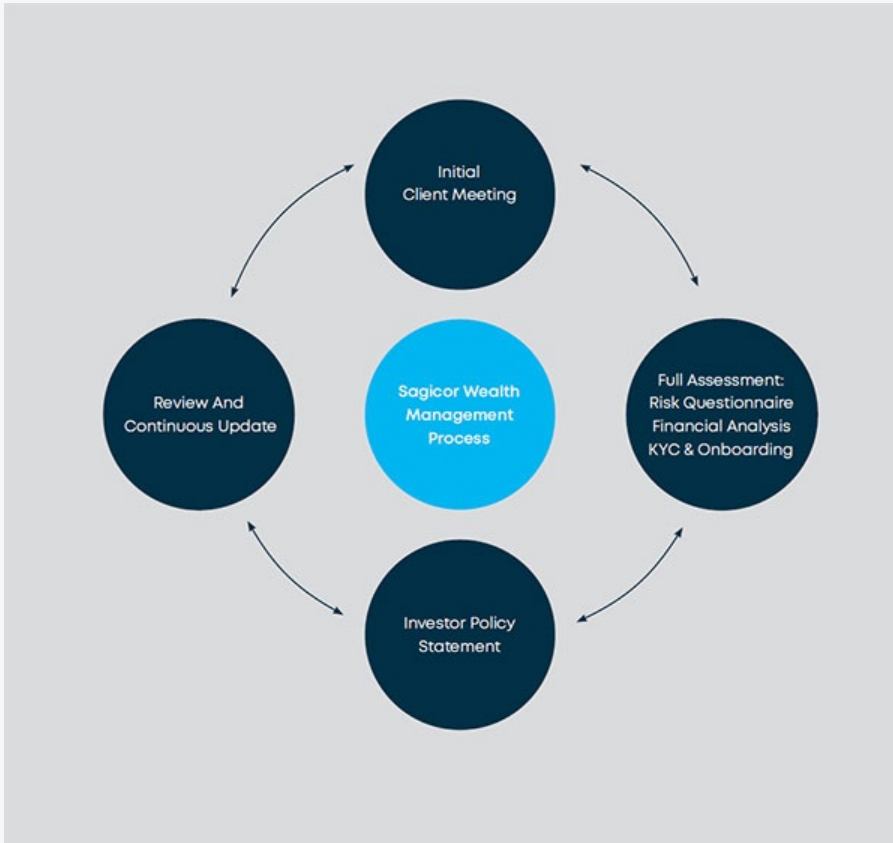 Initial
Client Meeting
Review And
Continuous Update
Sagicor Wealth
Management
Process
Full Assessment:
Risk Questionnaire
Financial Analysis
KYC & Onboarding
Investor Policy
Statement